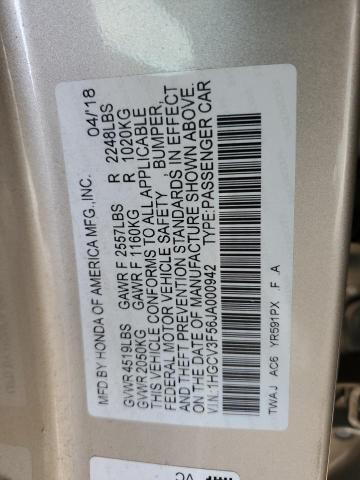 MFD BY HONDA OF AMERICA MFG.,INC. 04/18
GVWR 4519LBS GAWR F 2557LBS R 2248LBS
GVWR 2050KG GAWR F 1160KG R 1020KG
THIS VEHICLE CONFORMS TO ALL APPLICABLE
FEDERAL MOTOR VEHICLE SAFETY BUMPER,
AND THEFT PREVENTION STANDARDS IN EFFECT
ON THE DATE OF MANUFACTURE SHOWN ABOVE.
V.I.N.:1HGCV3F56JA000942 TYPE:PASSENGER CAR
TWAJ AC6 YR591PX F A
VC